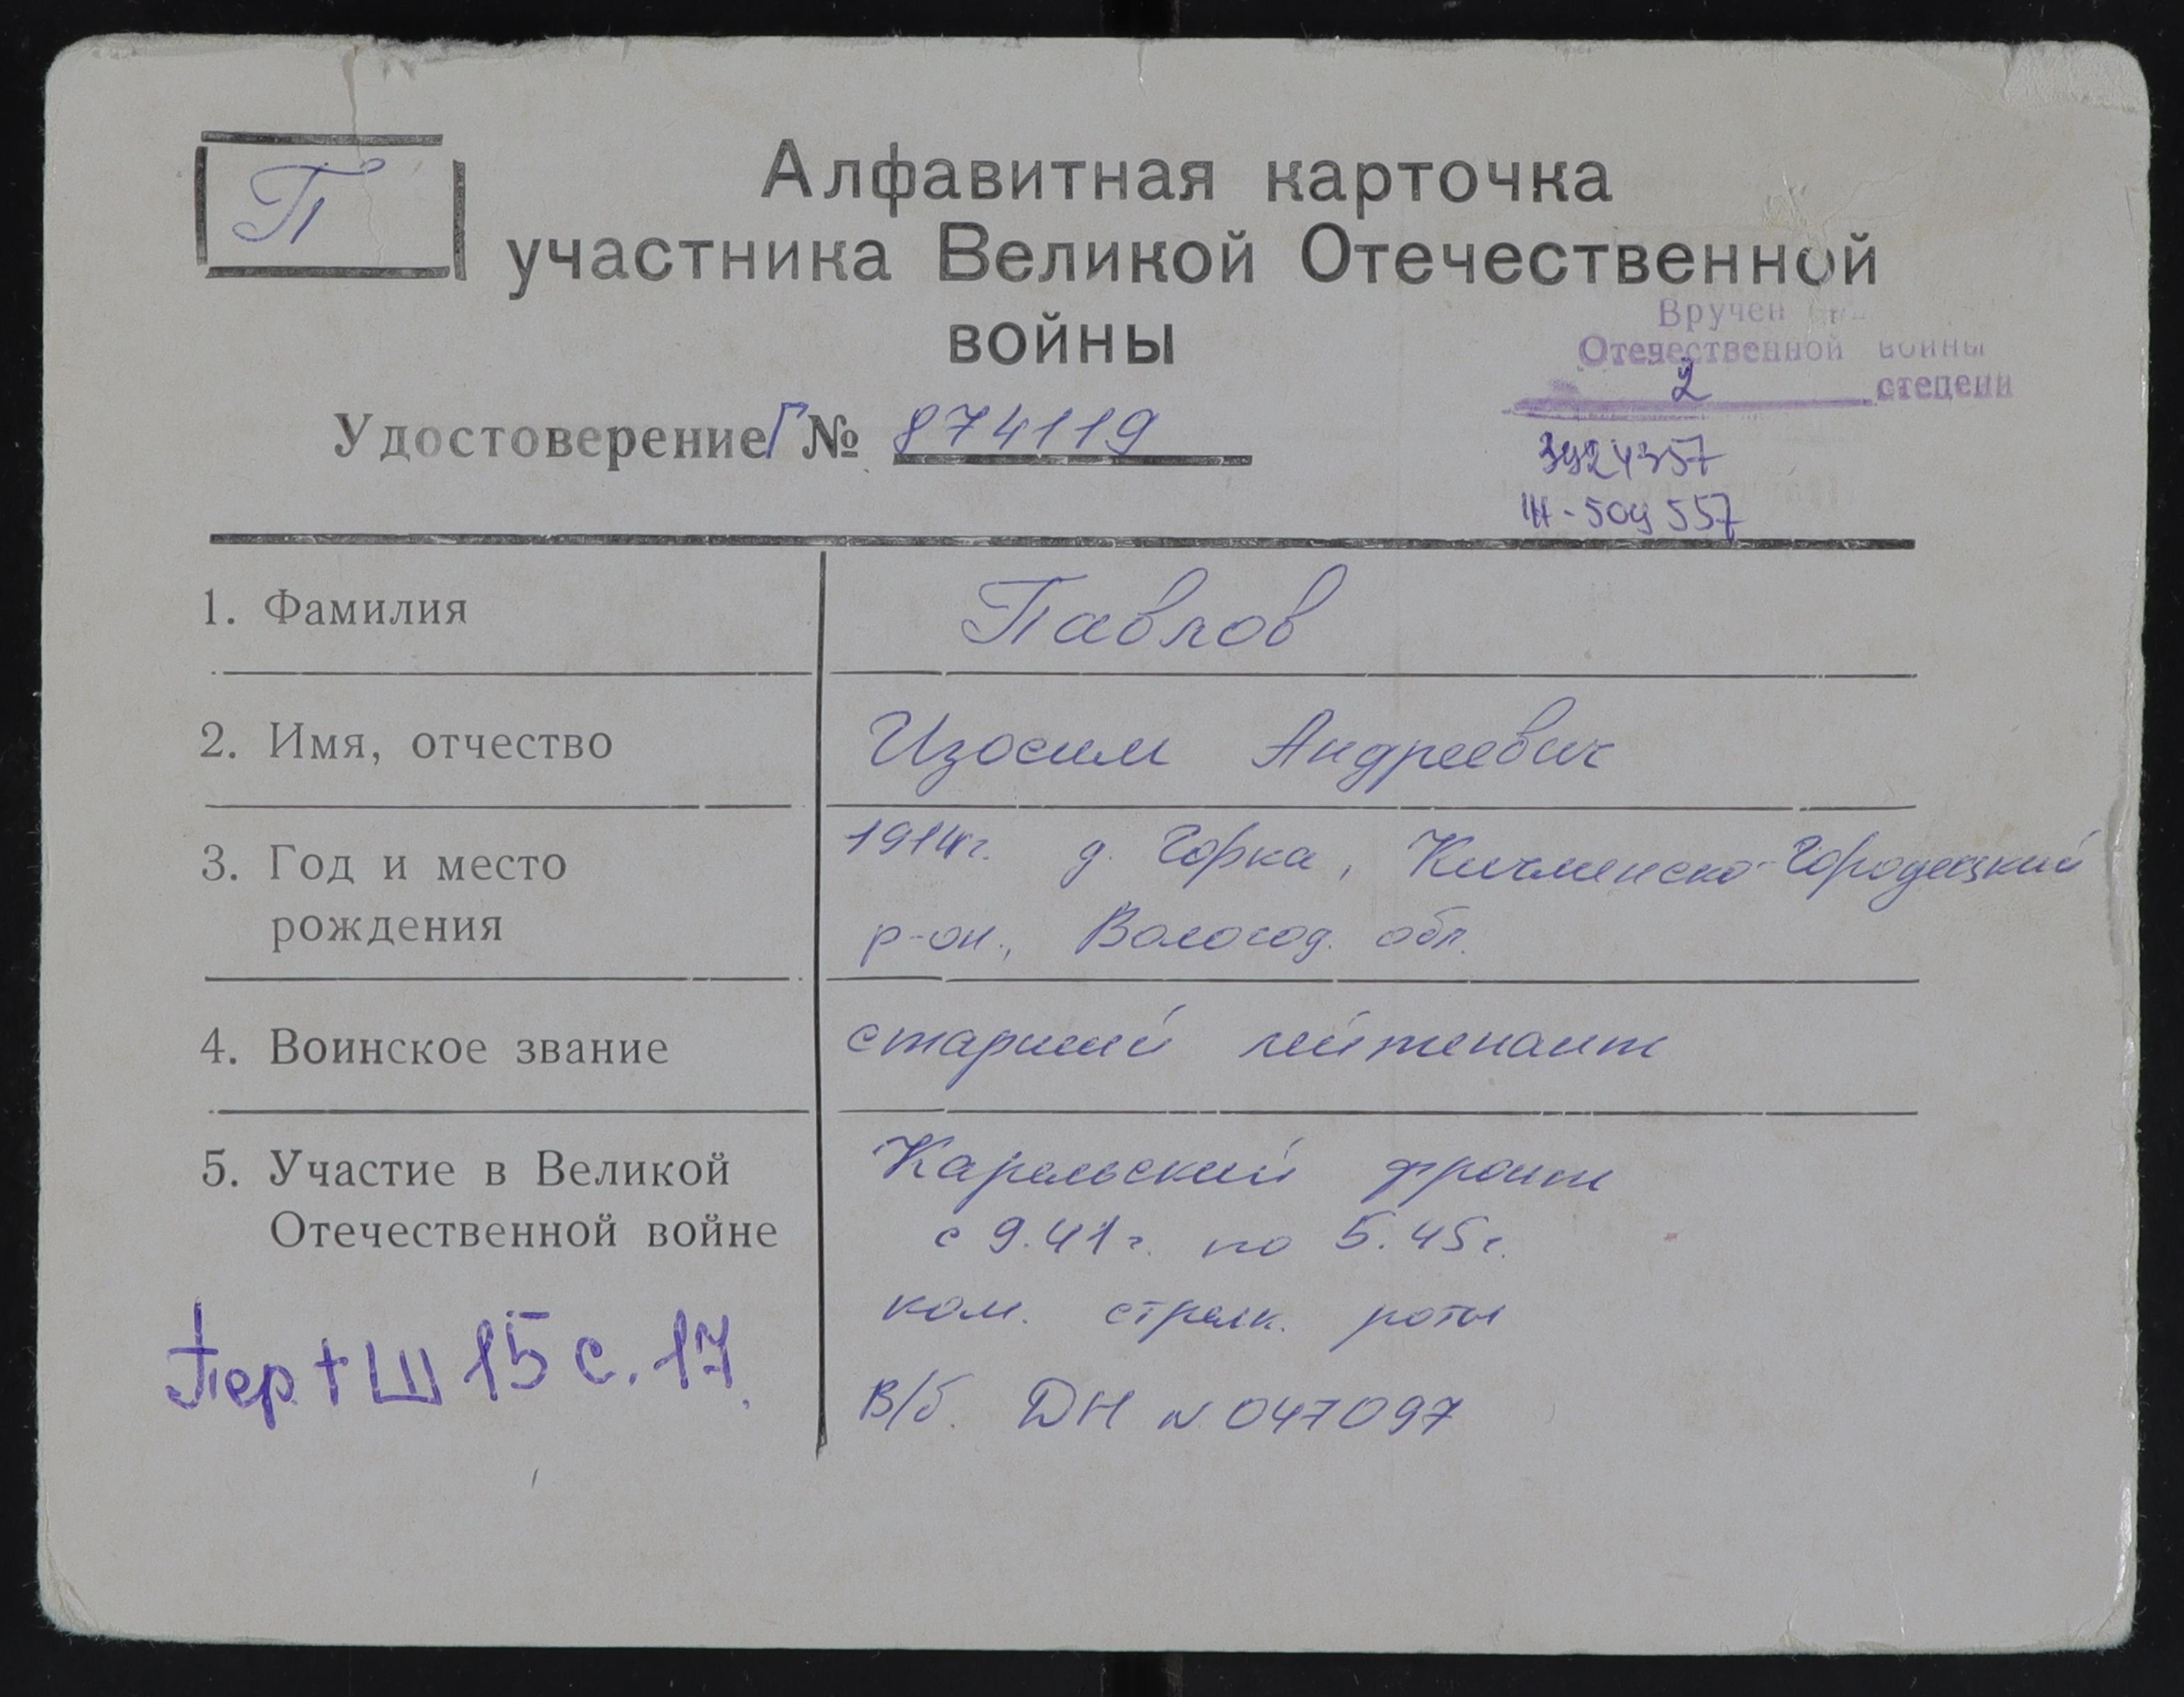 П
Алфавитная карточка
участника Великой Отечественной
войны
Вручен
Отечественной войны
2 степени
Удостоверение Г № 874119
3924357
509557
1. Фамилия Павлов
2. Имя, отчество Изосим Андреевич
3. Год и место 1914г. д. Горка, Кичменско-Городецкий
рождения р-он., Вологод. обл.
4. Воинское звание старший лейтенант
5. Участие в Великой Карельский фронт
Отечественной войне с 9.41г. по 5.45г.
ком. стрелк. роты
Пер + Ш 15 с. 17
В/б. ДН № 047097